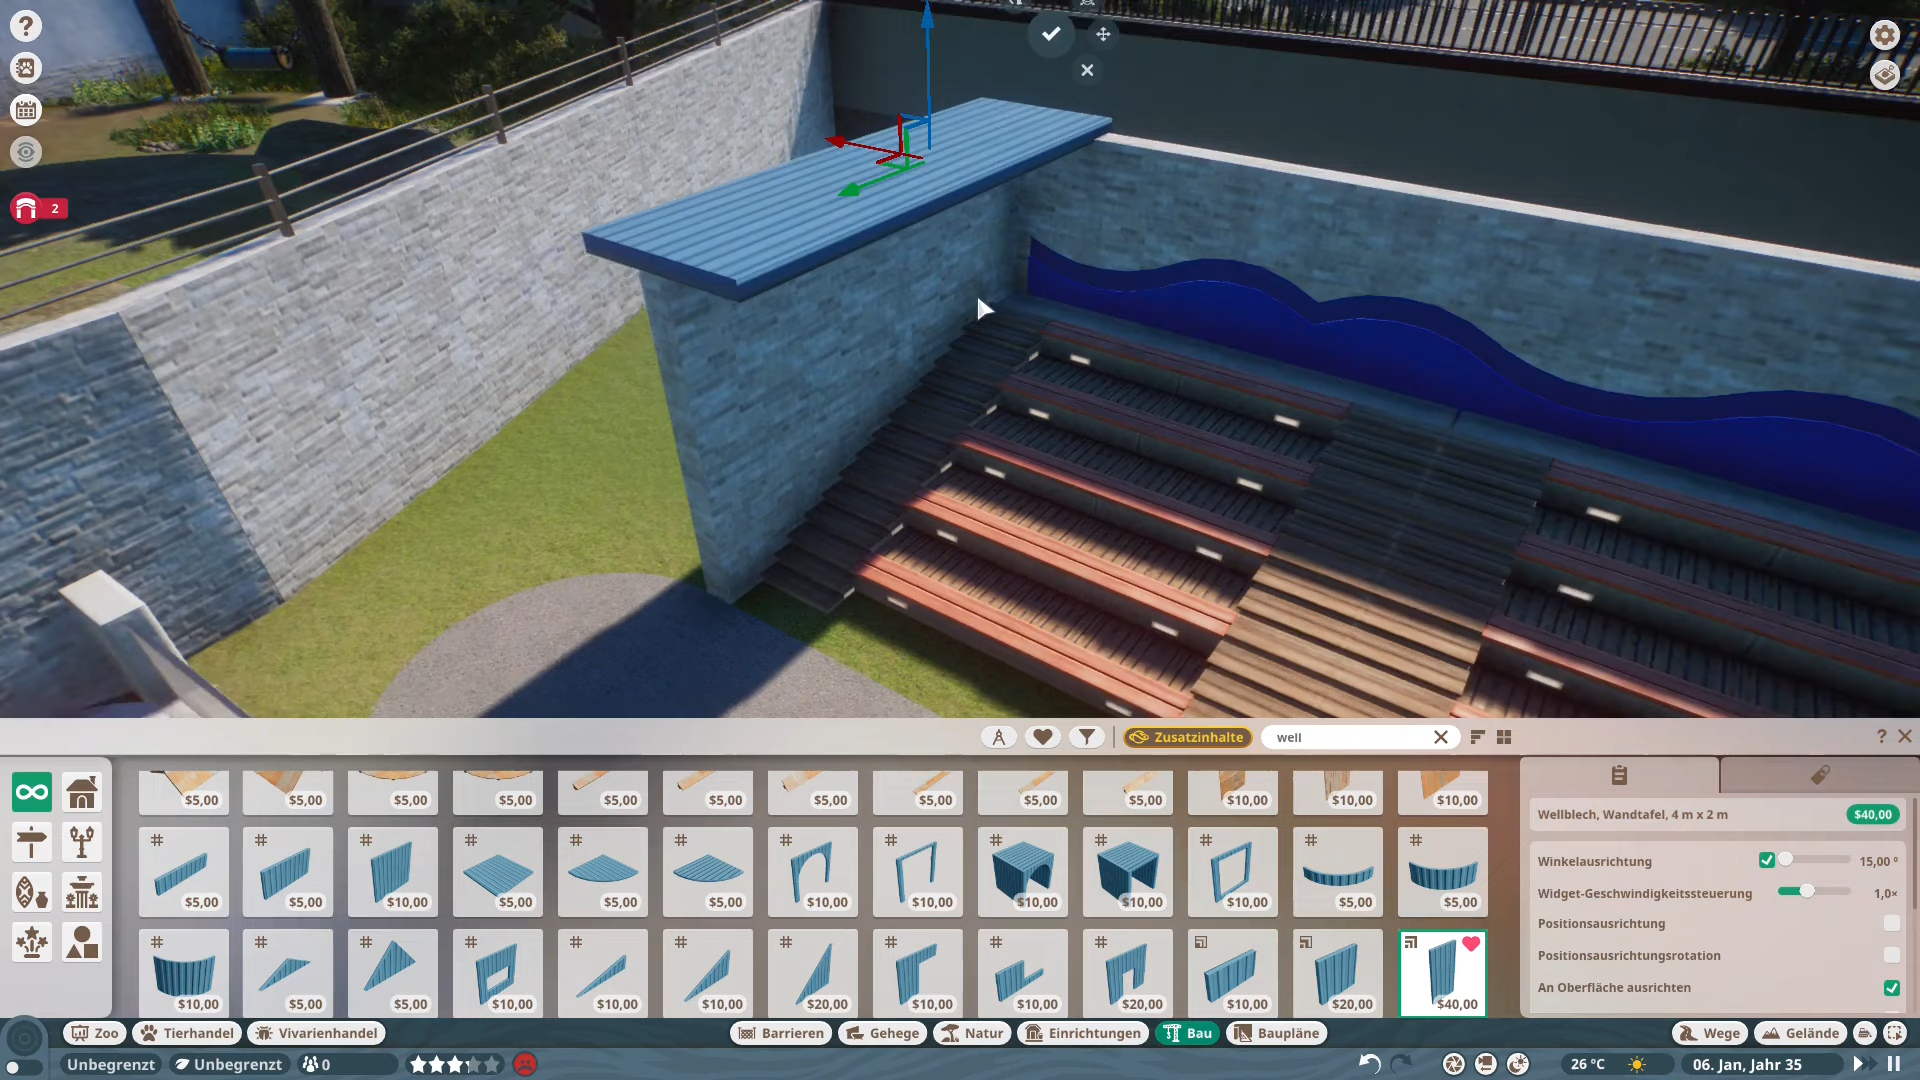 2
Zusatzinhalte
well
?
$5,00 $5,00 $5,00 $5,00 $5,00 $5,00 $5,00 $5,00 $5,00 $5,00 $10,00 $10,00 $10,00
$5,00 $5,00 $10,00 $5,00 $5,00 $5,00 $10,00 $10,00 $10,00 $10,00 $10,00 $5,00 $5,00
$10,00 $5,00 $5,00 $10,00 $10,00 $10,00 $20,00 $10,00 $10,00 $20,00 $10,00 $20,00 $40,00
Wellblech, Wandtafel, 4 m x 2 m $40,00
Winkelausrichtung 15,00 °
Widget-Geschwindigkeitssteuerung 1,0×
Positionsausrichtung
Positionsausrichtungsrotation
An Oberfläche ausrichten
Zoo Tierhandel Vivarienhandel Barrieren Gehege Natur Einrichtungen Bau Baupläne Wege Gelände
Unbegrenzt Unbegrenzt 0 26 °C 06. Jan, Jahr 35